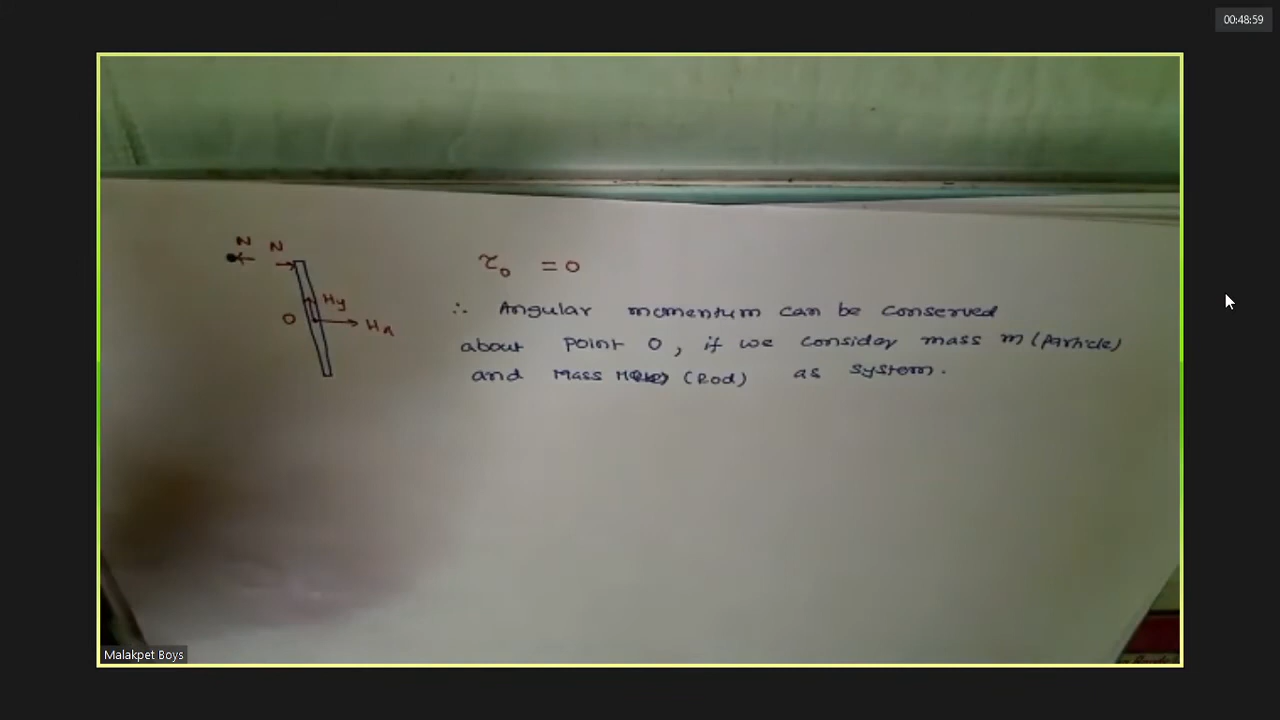 00:48:59
N N
τ₀ = 0
Hy
O Hx
∴ Angular momentum can be conserved
about point O, if we consider mass m (Particle)
and Mass M (Rod) as system.
Malakpet Boys